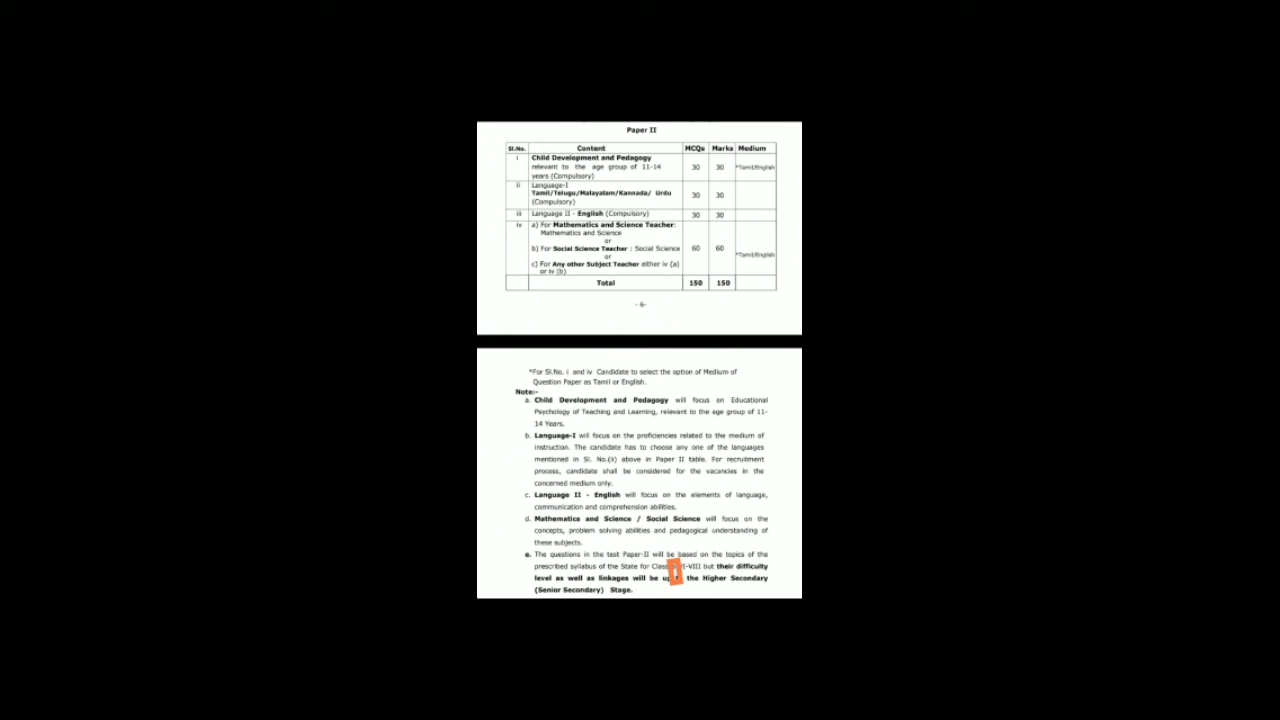 Paper II
Sl.No. Content MCQs Marks Medium
i Child Development and Pedagogy
relevant to the age group of 11-14
years (Compulsory) 30 30 *Tamil/English
ii Language-I
Tamil/Telugu/Malayalam/Kannada/ Urdu
(Compulsory) 30 30
iii Language II - English (Compulsory) 30 30
iv a) For Mathematics and Science Teacher:
Mathematics and Science
or
b) For Social Science Teacher : Social Science 60 60
or
*Tamil/English
c) For Any other Subject Teacher either iv (a)
or iv (b)
Total 150 150
- 6-
*For Sl.No. i and iv Candidate to select the option of Medium of
Question Paper as Tamil or English.
Note:-
a. Child Development and Pedagogy will focus on Educational
Psychology of Teaching and Learning, relevant to the age group of 11-
14 Years.
b. Language-I will focus on the proficiencies related to the medium of
instruction. The candidate has to choose any one of the languages
mentioned in Sl. No.(ii) above in Paper II table. For recruitment
process, candidate shall be considered for the vacancies in the
concerned medium only.
c. Language II - English will focus on the elements of language,
communication and comprehension abilities.
d. Mathematics and Science / Social Science will focus on the
concepts, problem solving abilities and pedagogical understanding of
these subjects.
e. The questions in the test Paper-II will be based on the topics of the
prescribed syllabus of the State for Classes VI-VIII but their difficulty
level as well as linkages will be the Higher Secondary
(Senior Secondary) Stage.